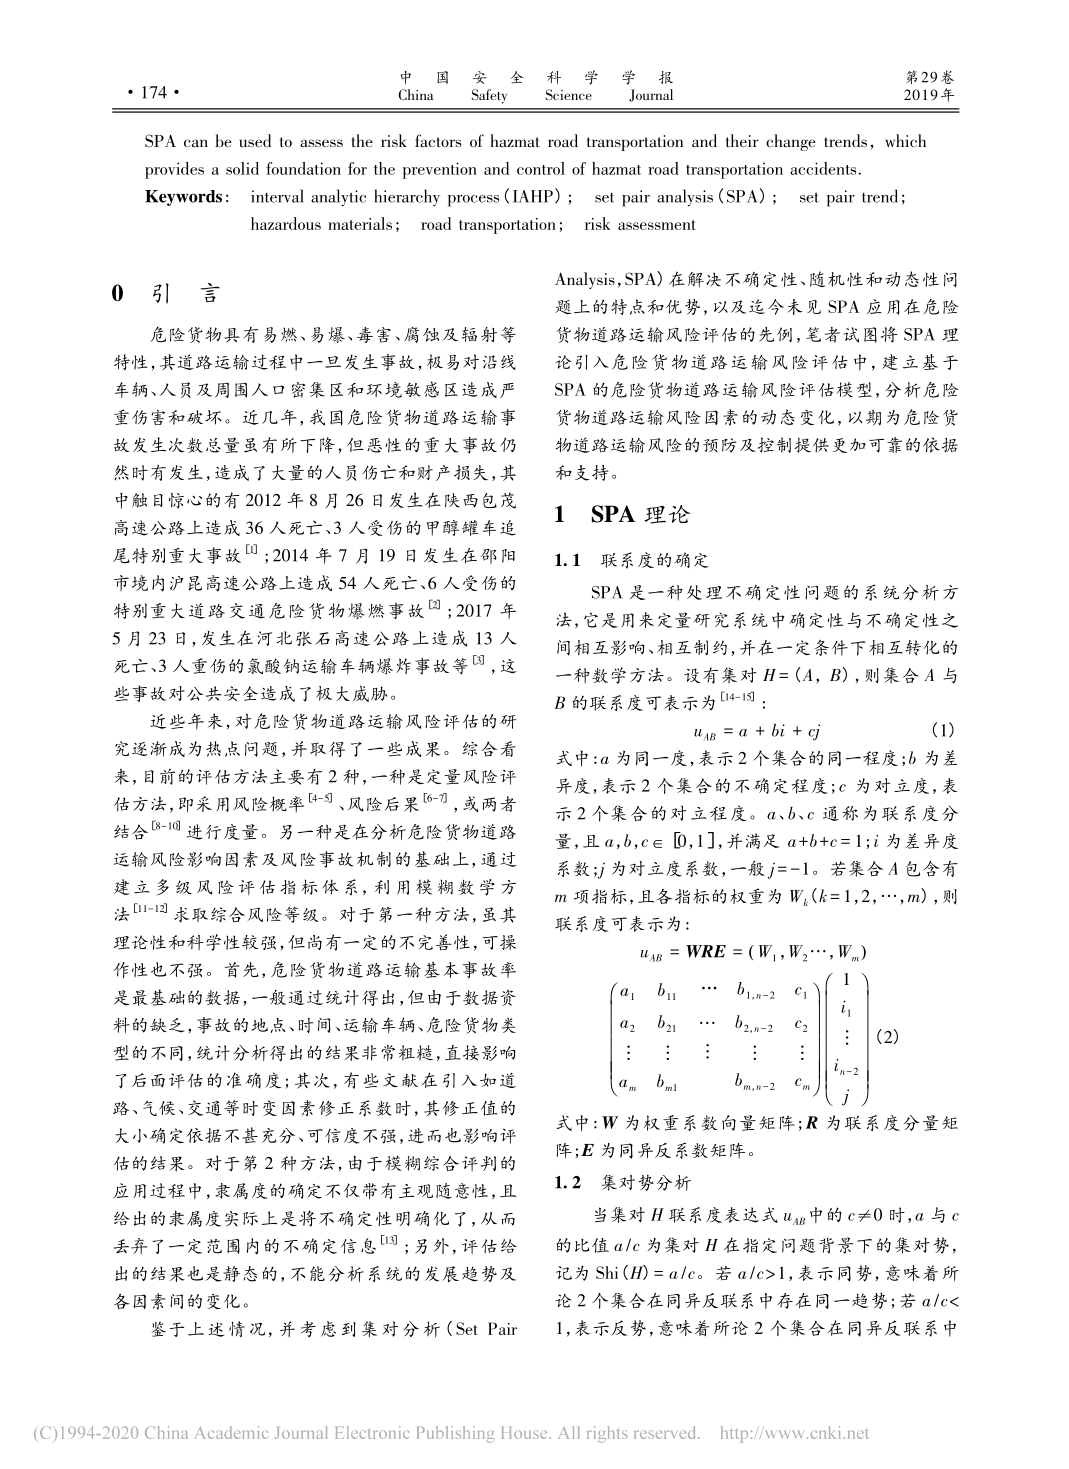 · 174 ·
中国安全科学学报
China Safety Science Journal
第29卷
2019年
SPA can be used to assess the risk factors of hazmat road transportation and their change trends, which
provides a solid foundation for the prevention and control of hazmat road transportation accidents.
Keywords: interval analytic hierarchy process(IAHP); set pair analysis(SPA); set pair trend;
hazardous materials; road transportation; risk assessment
0 引 言
危险货物具有易燃、易爆、毒害、腐蚀及辐射等
特性,其道路运输过程中一旦发生事故,极易对沿线
车辆、人员及周围人口密集区和环境敏感区造成严
重伤害和破坏。近几年,我国危险货物道路运输事
故发生次数总量虽有所下降,但恶性的重大事故仍
然时有发生,造成了大量的人员伤亡和财产损失,其
中触目惊心的有 2012 年 8 月 26 日发生在陕西包茂
高速公路上造成 36 人死亡、3 人受伤的甲醇罐车追
尾特别重大事故[1];2014 年 7 月 19 日发生在邵阳
市境内沪昆高速公路上造成 54 人死亡、6 人受伤的
特别重大道路交通危险货物爆燃事故[2];2017 年
5 月 23 日,发生在河北张石高速公路上造成 13 人
死亡、3 人重伤的氯酸钠运输车辆爆炸事故等[3],这
些事故对公共安全造成了极大威胁。
近些年来,对危险货物道路运输风险评估的研
究逐渐成为热点问题,并取得了一些成果。综合看
来,目前的评估方法主要有 2 种,一种是定量风险评
估方法,即采用风险概率[4-5]、风险后果[6-7],或两者
结合[8-10]进行度量。另一种是在分析危险货物道路
运输风险影响因素及风险事故机制的基础上,通过
建立多级风险评估指标体系,利用模糊数学方
法[11-12]求取综合风险等级。对于第一种方法,虽其
理论性和科学性较强,但尚有一定的不完善性,可操
作性也不强。首先,危险货物道路运输基本事故率
是最基础的数据,一般通过统计得出,但由于数据资
料的缺乏,事故的地点、时间、运输车辆、危险货物类
型的不同,统计分析得出的结果非常粗糙,直接影响
了后面评估的准确度;其次,有些文献在引入如道
路、气候、交通等时变因素修正系数时,其修正值的
大小确定依据不甚充分、可信度不强,进而也影响评
估的结果。对于第 2 种方法,由于模糊综合评判的
应用过程中,隶属度的确定不仅带有主观随意性,且
给出的隶属度实际上是将不确定性明确化了,从而
丢弃了一定范围内的不确定信息[13];另外,评估给
出的结果也是静态的,不能分析系统的发展趋势及
各因素间的变化。
鉴于上述情况,并考虑到集对分析(Set Pair
Analysis,SPA)在解决不确定性、随机性和动态性问
题上的特点和优势,以及迄今未见 SPA 应用在危险
货物道路运输风险评估的先例,笔者试图将 SPA 理
论引入危险货物道路运输风险评估中,建立基于
SPA 的危险货物道路运输风险评估模型,分析危险
货物道路运输风险因素的动态变化,以期为危险货
物道路运输风险的预防及控制提供更加可靠的依据
和支持。
1 SPA 理论
1.1 联系度的确定
SPA 是一种处理不确定性问题的系统分析方
法,它是用来定量研究系统中确定性与不确定性之
间相互影响、相互制约,并在一定条件下相互转化的
一种数学方法。设有集对 H=(A, B),则集合 A 与
B 的联系度可表示为[14-15]:
u_AB = a + bi + cj (1)
式中:a 为同一度,表示 2 个集合的同一程度;b 为差
异度,表示 2 个集合的不确定程度;c 为对立度,表
示 2 个集合的对立程度。a、b、c 通称为联系度分
量,且 a,b,c∈[0,1],并满足 a+b+c=1;i 为差异度
系数;j 为对立度系数,一般 j=-1。若集合 A 包含有
m 项指标,且各指标的权重为 W_k(k=1,2,…,m),则
联系度可表示为:
u_AB = WRE = (W_1,W_2…,W_m)
a_1 b_11 … b_1,n-2 c_1 1
a_2 b_21 … b_2,n-2 c_2 i_1
⋮ ⋮ ⋮ ⋮ ⋮ ⋮ (2)
a_m b_m1 b_m,n-2 c_m i_n-2
j
式中:W 为权重系数向量矩阵;R 为联系度分量矩
阵;E 为同异反系数矩阵。
1.2 集对势分析
当集对 H 联系度表达式 u_AB中的 c≠0 时,a 与 c
的比值 a/c 为集对 H 在指定问题背景下的集对势,
记为 Shi(H)= a/c。若 a/c>1,表示同势,意味着所
论 2 个集合在同异反联系中存在同一趋势;若 a/c<
1,表示反势,意味着所论 2 个集合在同异反联系中
(C)1994-2020 China Academic Journal Electronic Publishing House. All rights reserved. http://www.cnki.net